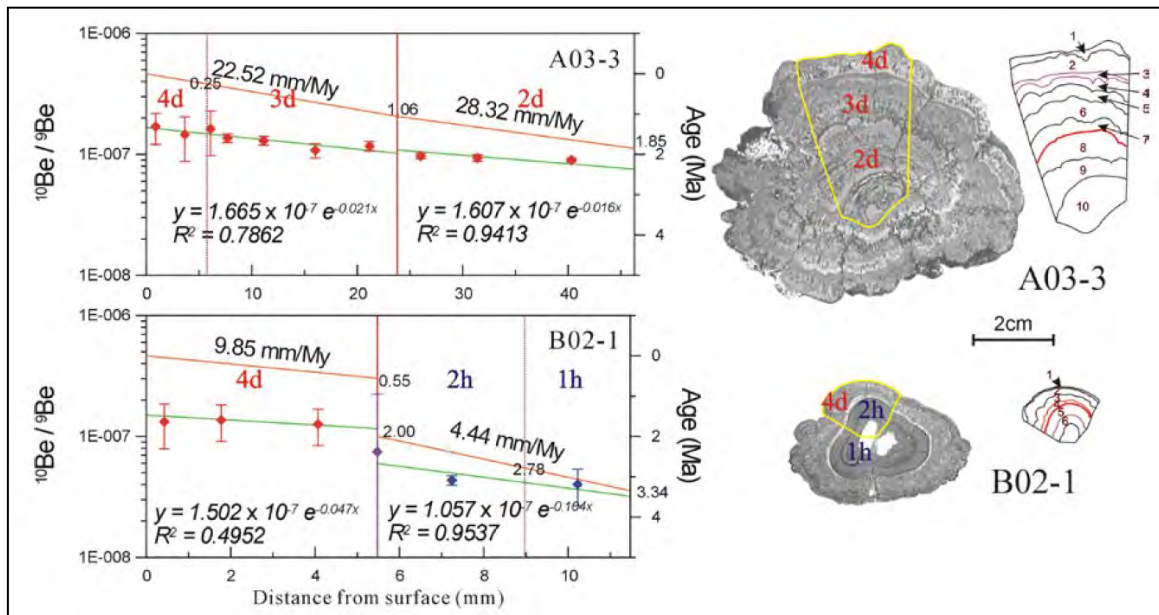 1E-006
1E-007
1E-008
¹⁰Be / ⁹Be
A03-3
22.52 mm/My
28.32 mm/My
0.25
1.06
1.85
4d
3d
2d
y = 1.665 x 10⁻⁷ e⁻⁰·⁰²¹ˣ
R² = 0.7862
y = 1.607 x 10⁻⁷ e⁻⁰·⁰¹⁶ˣ
R² = 0.9413
0
2
4
Age (Ma)
0 10 20 30 40
1E-006
1E-007
1E-008
¹⁰Be / ⁹Be
B02-1
9.85 mm/My
4.44 mm/My
0.55
2.00
2.78
3.34
4d
2h
1h
y = 1.502 x 10⁻⁷ e⁻⁰·⁰⁴⁷ˣ
R² = 0.4952
y = 1.057 x 10⁻⁷ e⁻⁰·¹⁰⁴ˣ
R² = 0.9537
0
2
4
Age (Ma)
0 2 4 6 8 10
Distance from surface (mm)
4d
3d
2d
1
2
3
4
5
6
7
8
9
10
A03-3
2cm
4d
2h
1h
1
5
6
B02-1